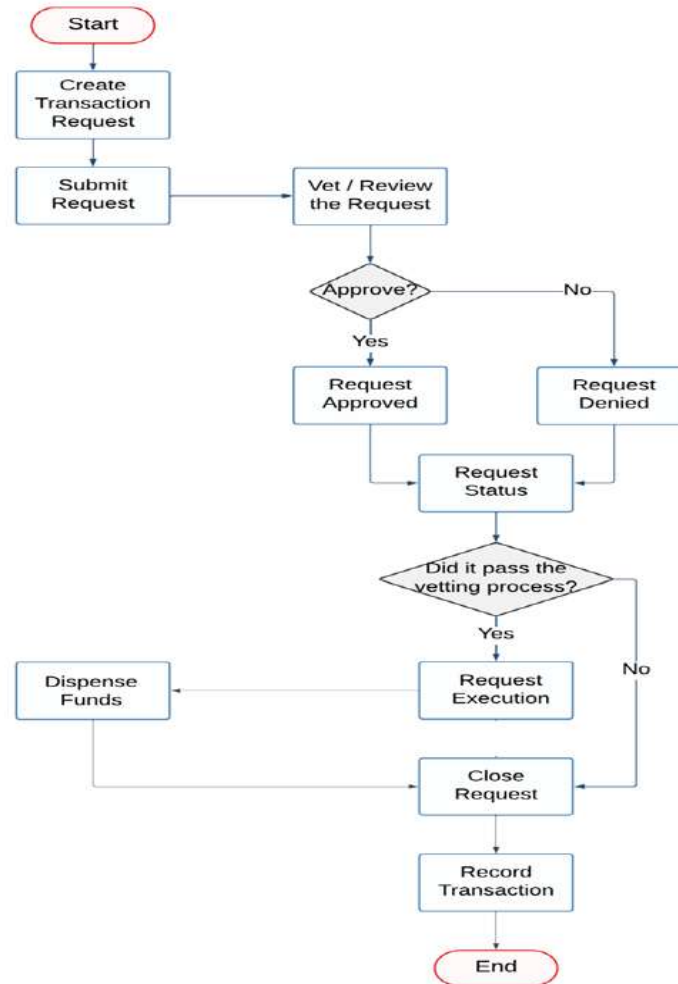 Start
Create
Transaction
Request
Submit
Request
Vet / Review
the Request
Approve?
No
Yes
Request
Approved
Request
Denied
Request
Status
Did it pass the
vetting process?
Yes
No
Dispense
Funds
Request
Execution
Close
Request
Record
Transaction
End